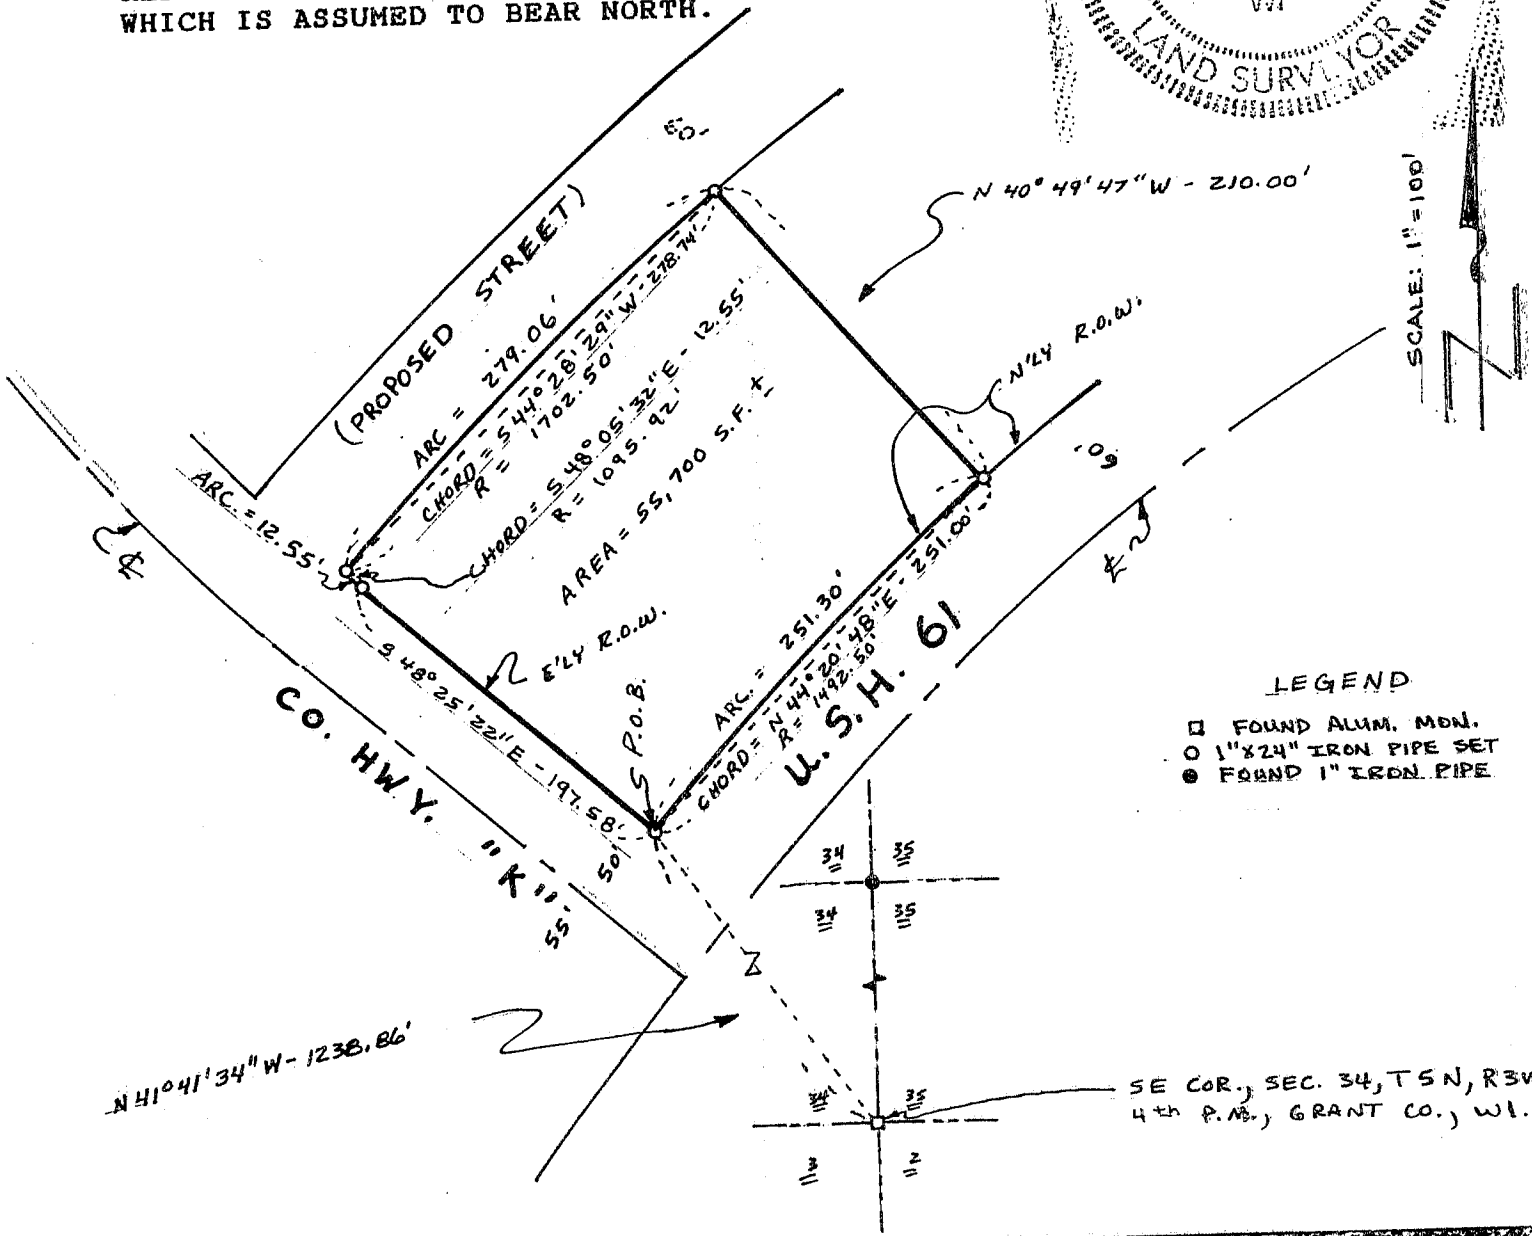 WHICH IS ASSUMED TO BEAR NORTH.
WI
LAND SURVEYOR
60'
N 40° 49' 47" W - 210.00'
SCALE: 1"=100'
(PROPOSED STREET)
ARC = 279.06'
CHORD = S 44° 28' 29" W - 278.74'
R = 1702.50'
CHORD = S 48° 05' 32" E - 12.55'
R = 1095.92'
AREA = 55,700 S.F. ±
N'LY R.O.W.
60'
ARC. = 12.55'
℄
℄
E'LY R.O.W.
S 48° 25' 22" E - 197.58'
P.O.B.
ARC. = 251.30'
CHORD = N 44° 20' 48" E - 251.00'
R = 1492.50'
U.S.H. 61
CO. HWY. "K"
50'
55'
LEGEND
□ FOUND ALUM. MON.
○ 1"X24" IRON PIPE SET
● FOUND 1" IRON PIPE
34 35
34 35
N 41° 41' 34" W - 1238.86'
34 35
3 2
SE COR., SEC. 34, T 5 N, R3W
4th P.M., GRANT CO., WI.